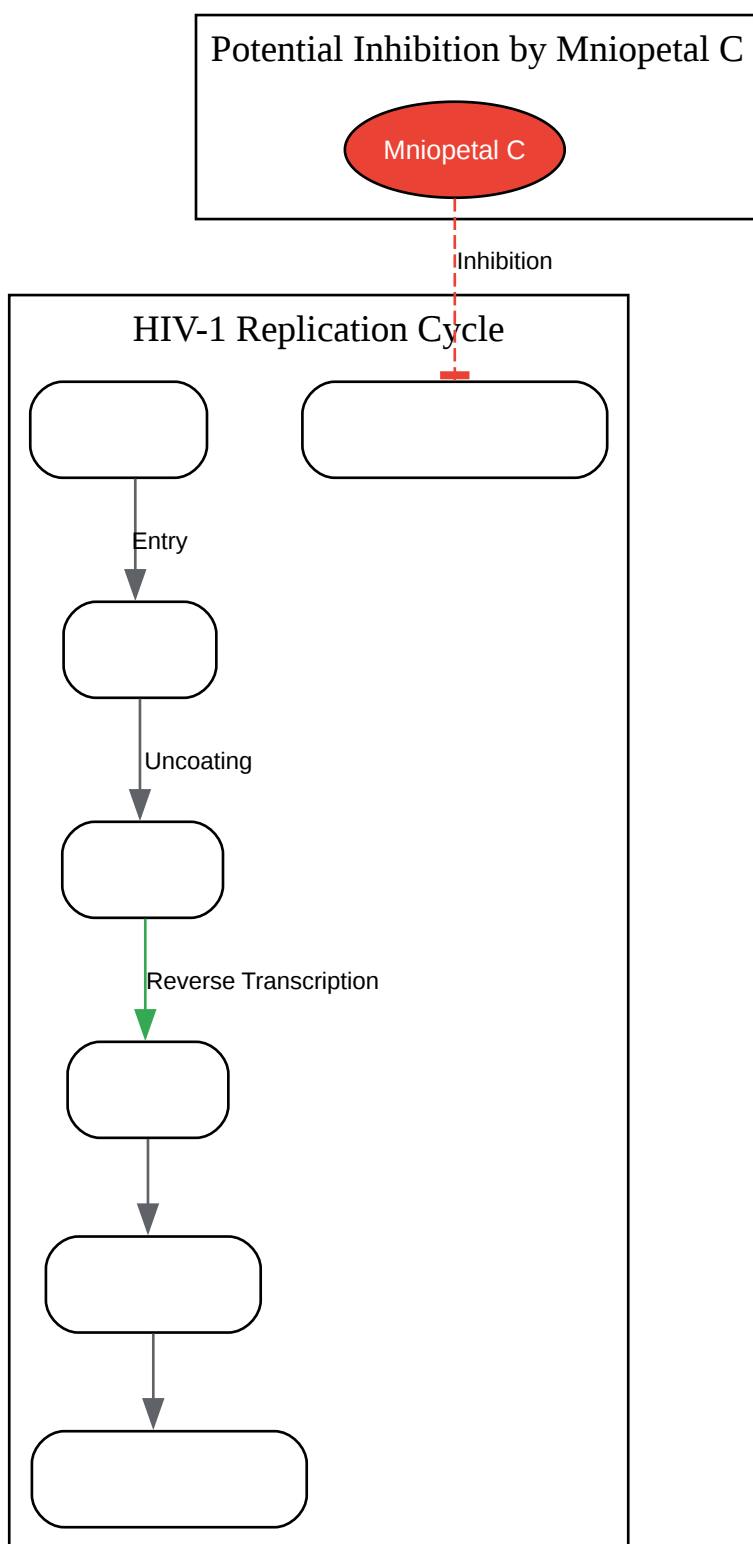 Potential Inhibition by Mniopetal C
Mniopetal C
Inhibition
HIV-1 Replication Cycle
Entry
Uncoating
Reverse Transcription